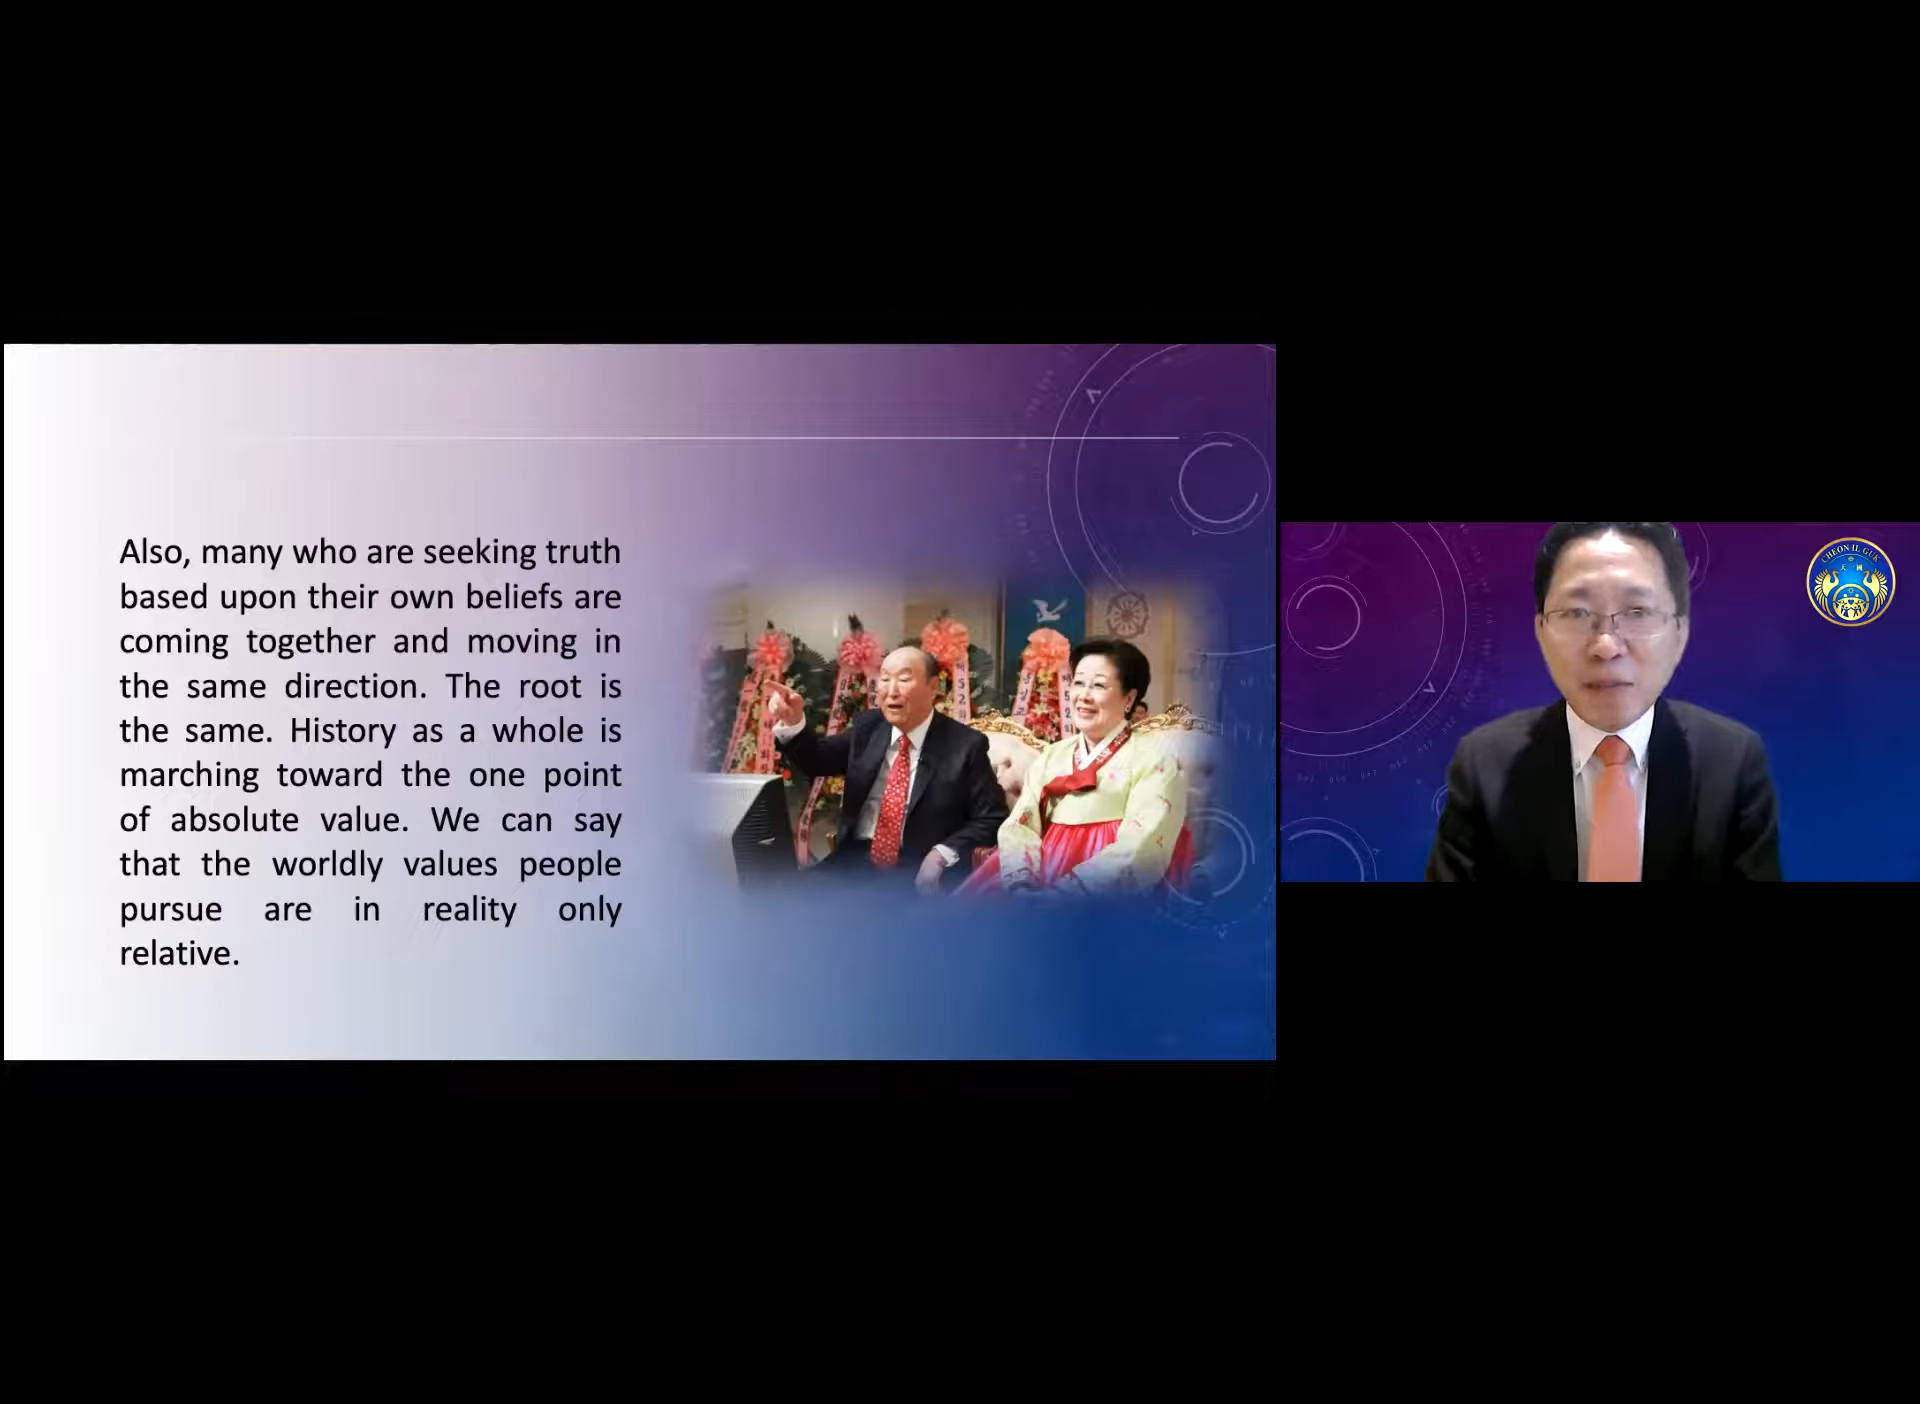 Also, many who are seeking truth
based upon their own beliefs are
coming together and moving in
the same direction. The root is
the same. History as a whole is
marching toward the one point
of absolute value. We can say
that the worldly values people
pursue are in reality only
relative.
CHEON IL GUK